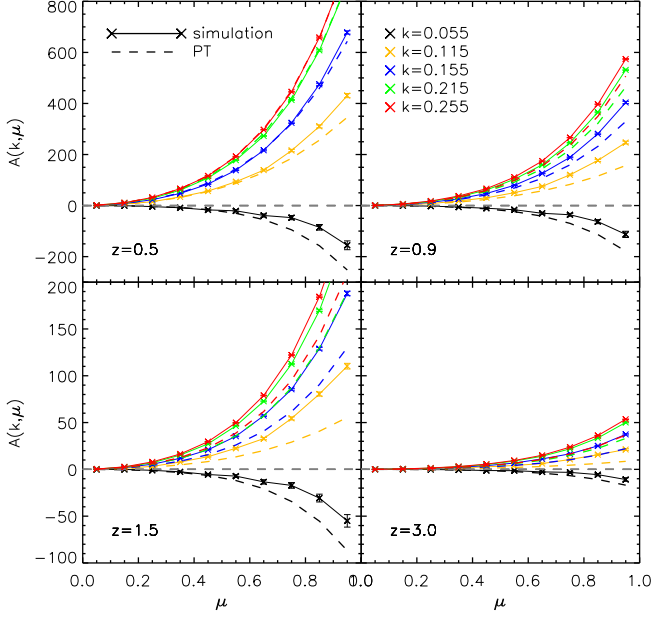 800
600
400
200
0
−200
A(k,μ)
simulation
PT
z=0.5
k=0.055
k=0.115
k=0.155
k=0.215
k=0.255
z=0.9
200
150
100
50
0
−50
−100
A(k,μ)
z=1.5
z=3.0
0.0 0.2 0.4 0.6 0.8 1.0 0.0 0.2 0.4 0.6 0.8 1.0
μ μ